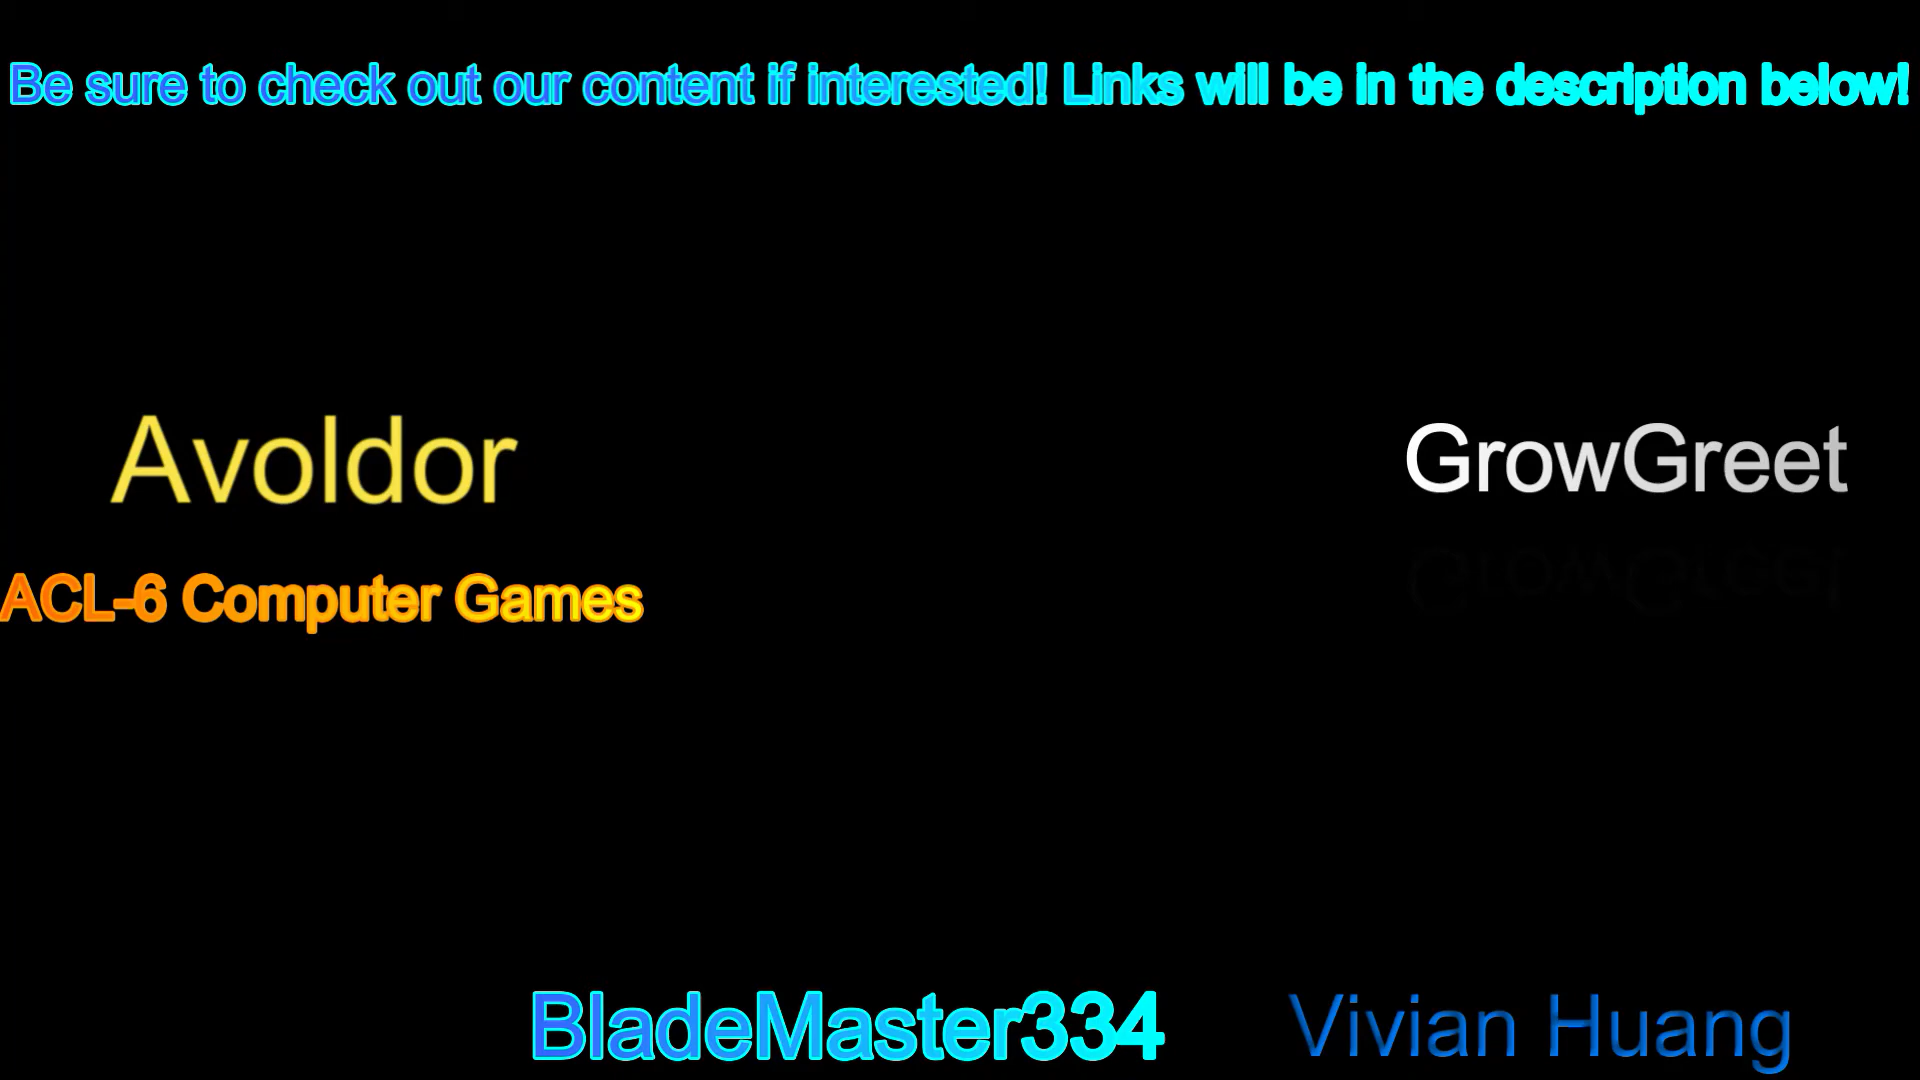 Be sure to check out our content if interested! Links will be in the description below!
Avoldor
GrowGreet
ACL-6 Computer Games
BladeMaster334
Vivian Huang